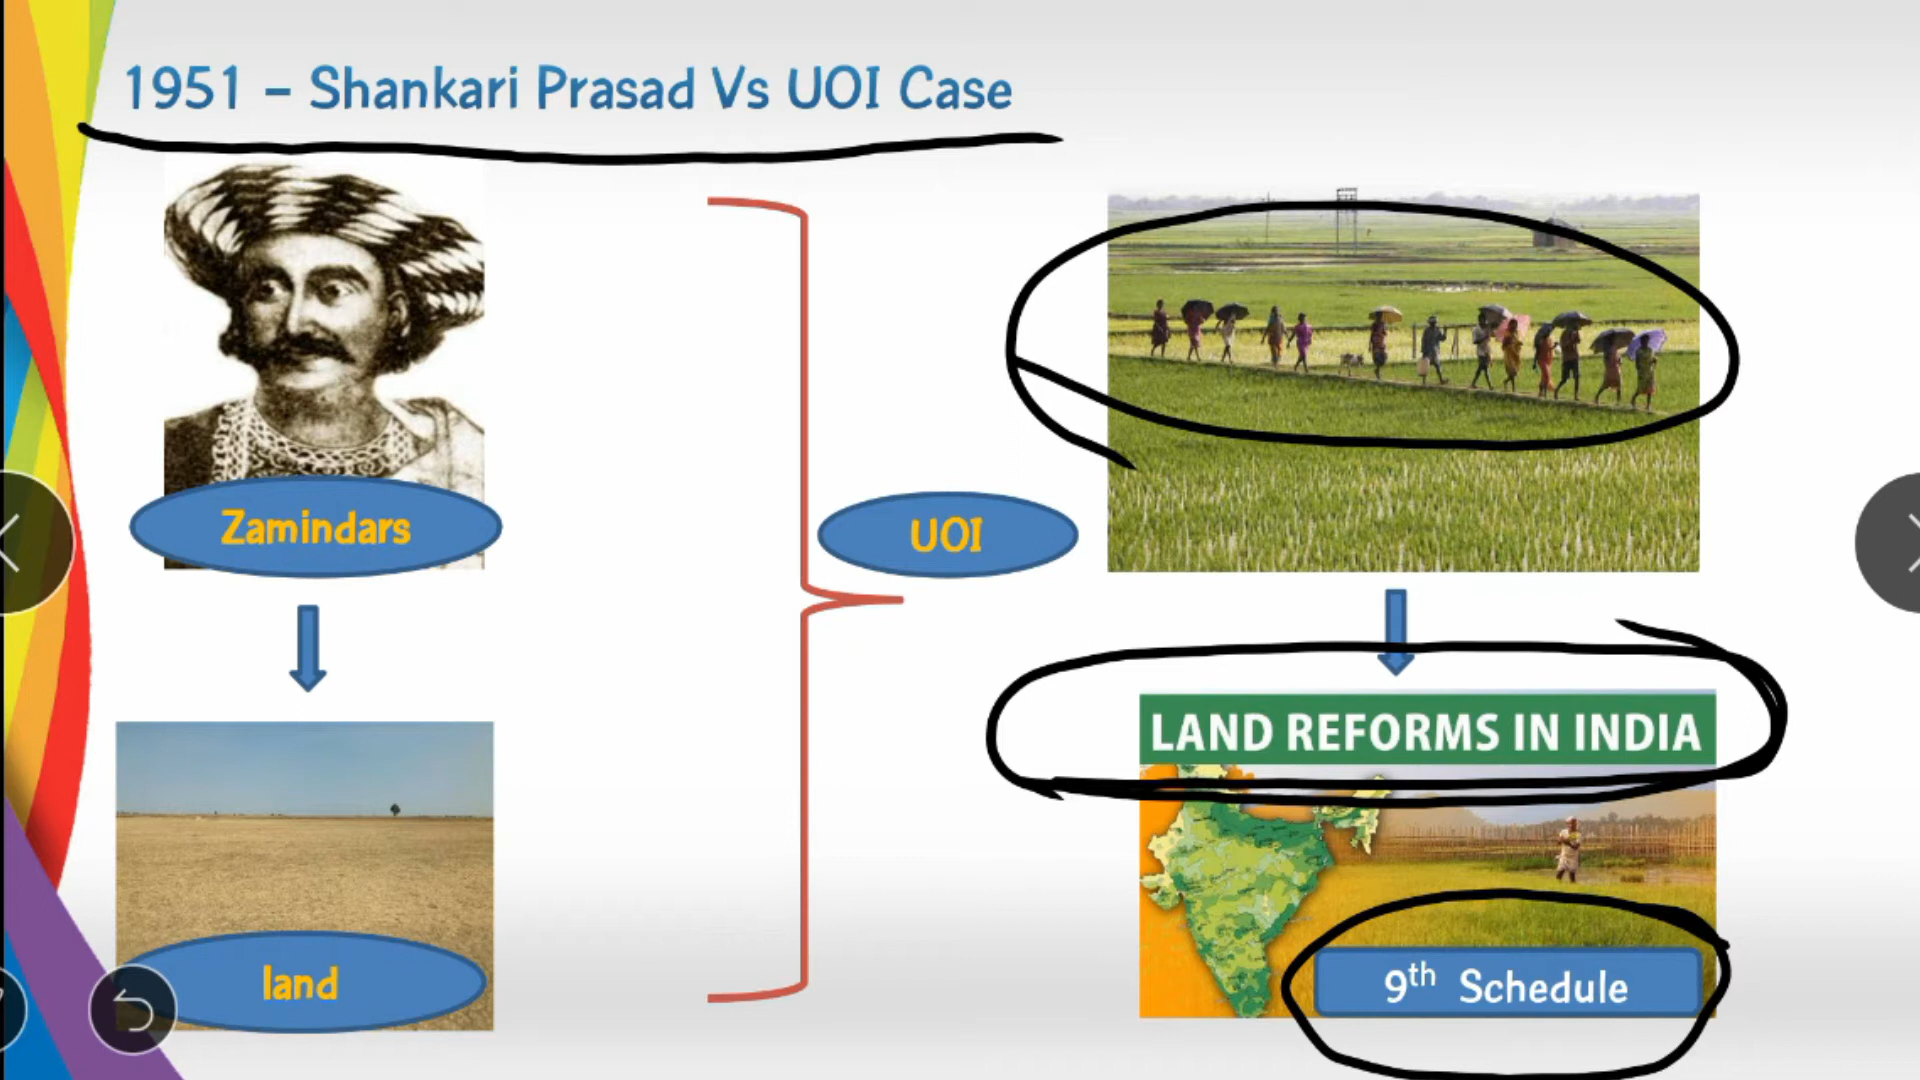 1951 – Shankari Prasad Vs UOI Case
Zamindars
UOI
LAND REFORMS IN INDIA
land
9th Schedule